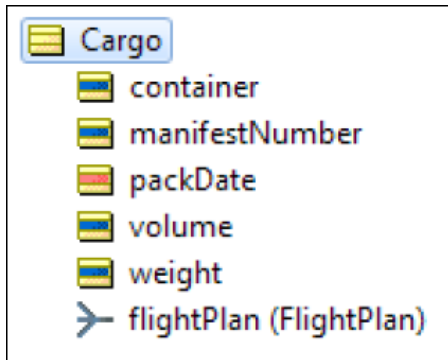 Cargo
container
manifestNumber
packDate
volume
weight
flightPlan (FlightPlan)